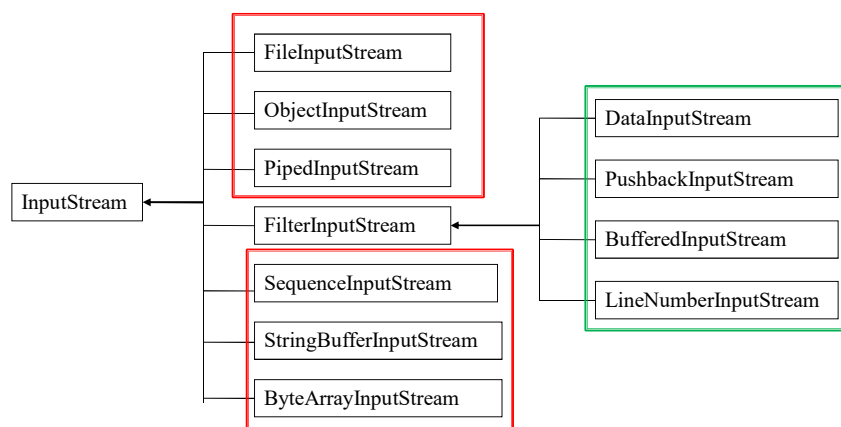 FileInputStream
ObjectInputStream
PipedInputStream
InputStream
FilterInputStream
SequenceInputStream
StringBufferInputStream
ByteArrayInputStream
DataInputStream
PushbackInputStream
BufferedInputStream
LineNumberInputStream